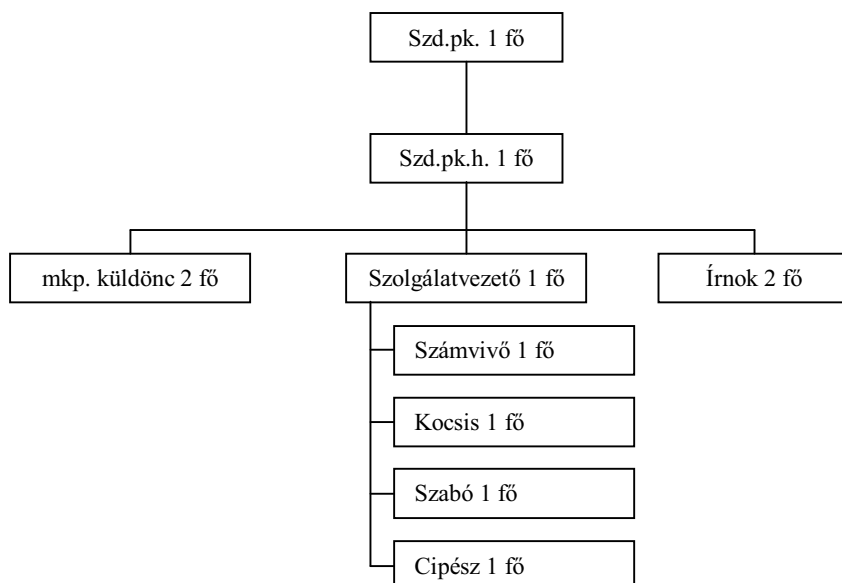 Szd.pk. 1 fő
Szd.pk.h. 1 fő
mkp. küldönc 2 fő
Szolgálatvezető 1 fő
Írnok 2 fő
Számvivő 1 fő
Kocsis 1 fő
Szabó 1 fő
Cipész 1 fő